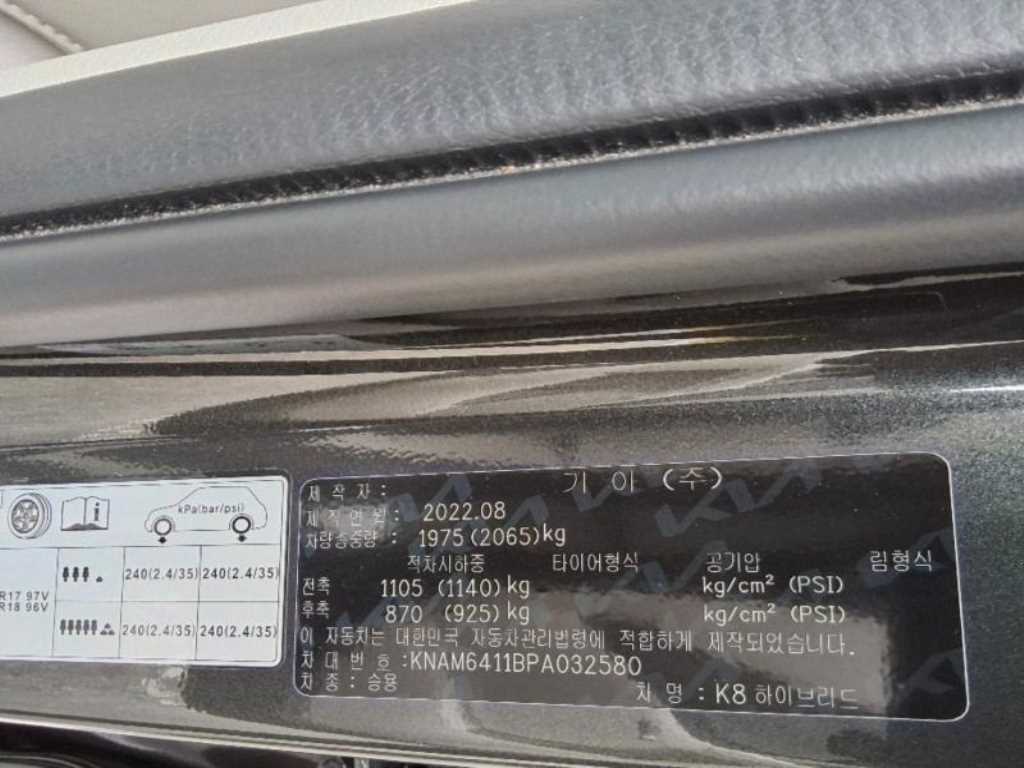 kPa(bar/psi)
R17 97V 240(2.4/35) 240(2.4/35)
R18 96V
240(2.4/35) 240(2.4/35)
제 작 자 : 기 아 (주)
제 작 연 월 : 2022.08
차량총중량 : 1975 (2065)kg
적차시하중 타이어형식 공기압 림형식
전축 1105 (1140) kg kg/cm² (PSI)
후축 870 (925) kg kg/cm² (PSI)
이 자동차는 대한민국 자동차관리법령에 적합하게 제작되었습니다.
차 대 번 호 : KNAM6411BPA032580
차 종 : 승용 차 명 : K8 하이브리드